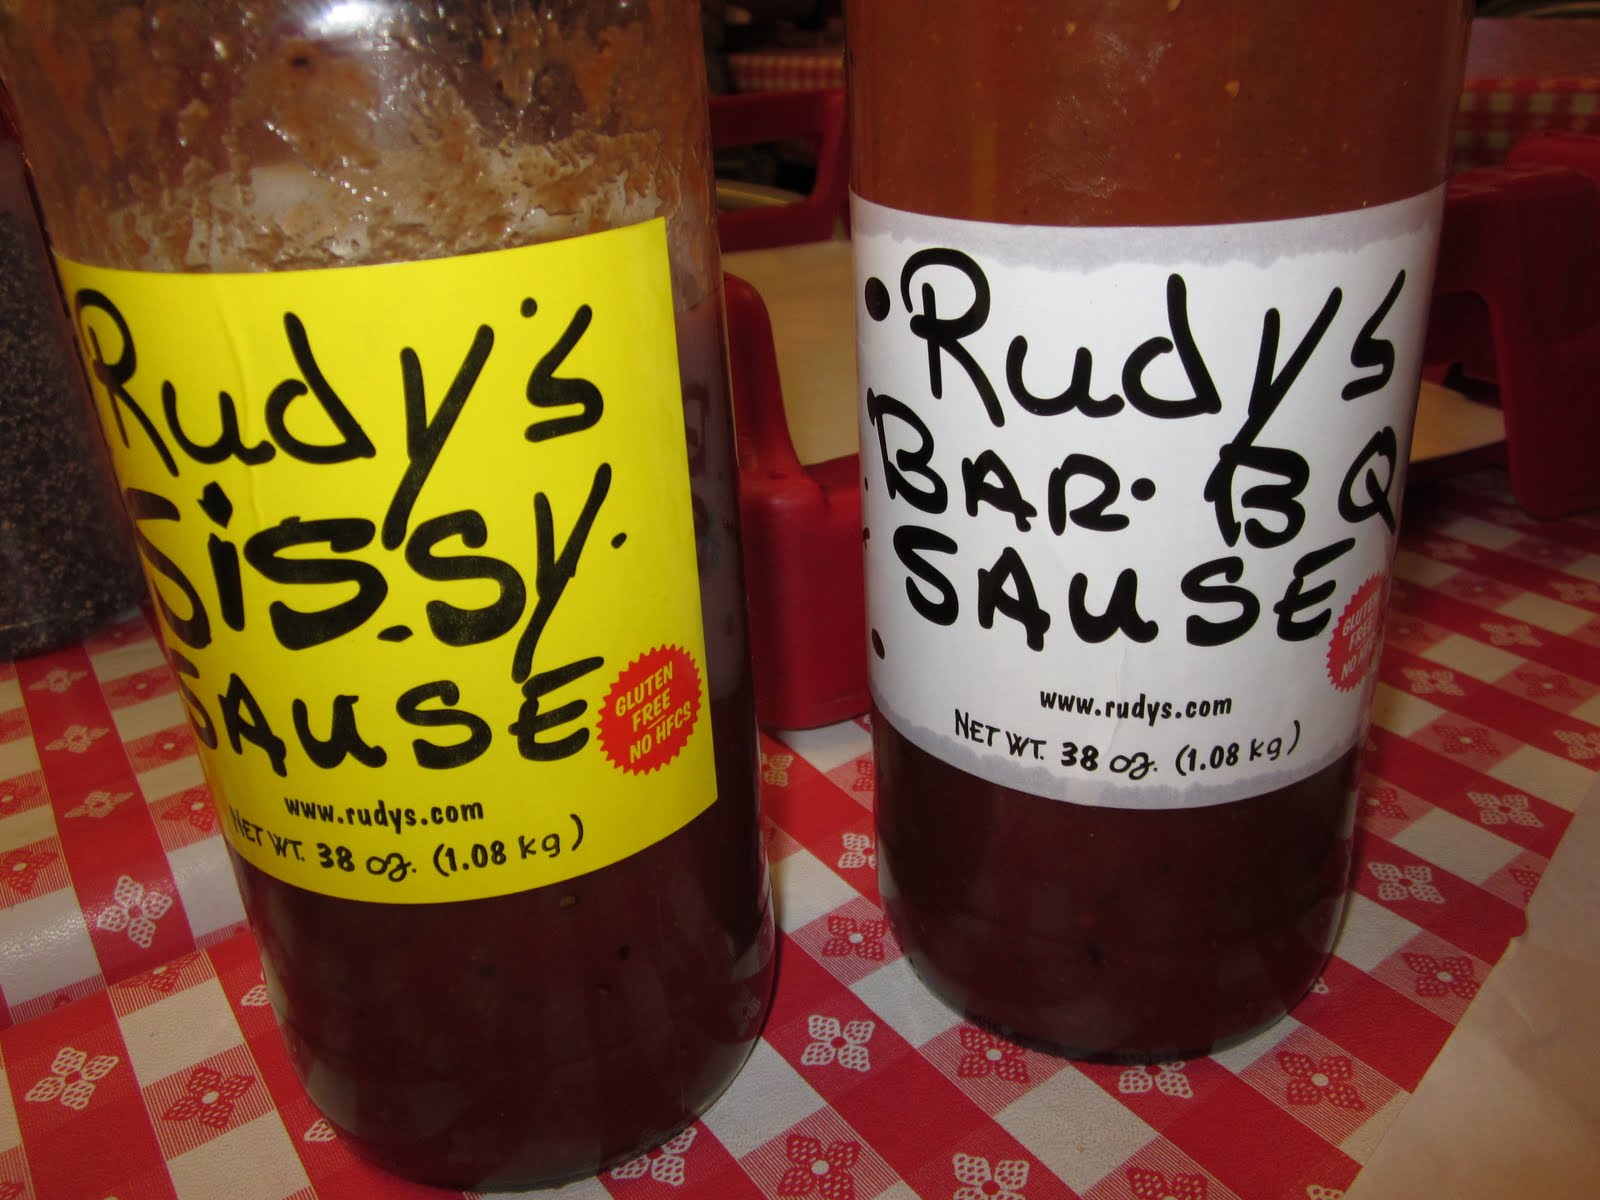 Rudy's
Sissy.
SAUSE
GLUTEN
FREE
NO HFCS
www.rudys.com
NET WT. 38 oz. (1.08 kg)
Rudy's
BAR-BQ
SAUSE
GLUTEN
FREE
NO
www.rudys.com
NET WT. 38 oz. (1.08 kg)